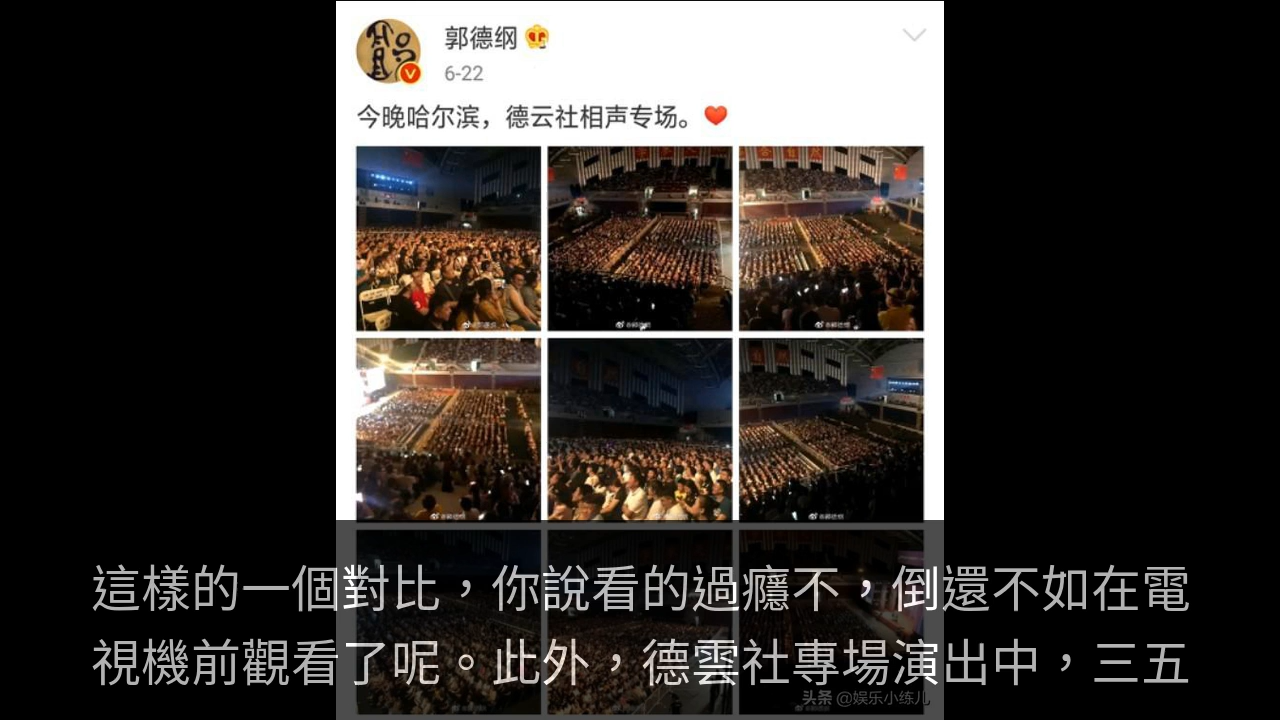 郭德纲
6-22
今晚哈尔滨，德云社相声专场。
這樣的一個對比，你說看的過癮不，倒還不如在電
視機前觀看了呢。此外，德雲社專場演出中，三五
头条 @娱乐小练儿